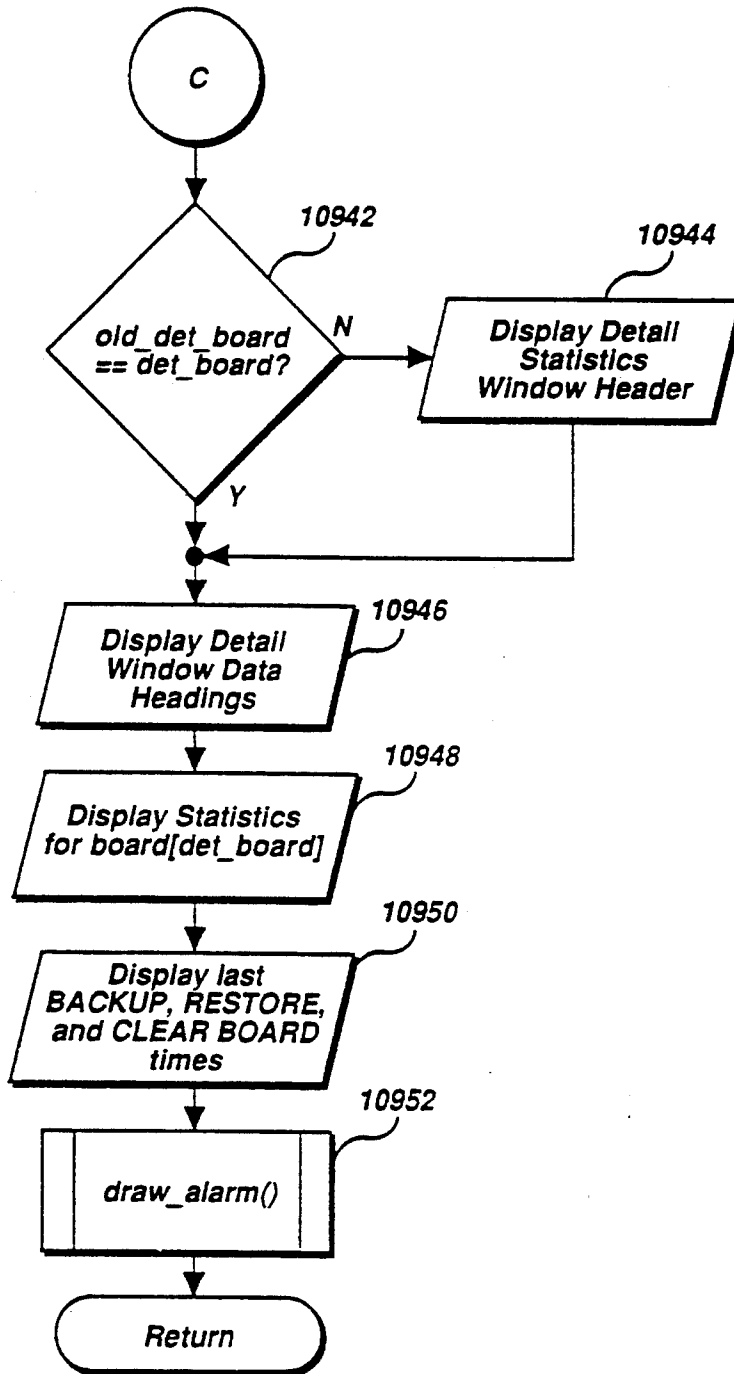 C
10942
old_det_board
== det_board?
N
Y
10944
Display Detail
Statistics
Window Header
10946
Display Detail
Window Data
Headings
10948
Display Statistics
for board[det_board]
10950
Display last
BACKUP, RESTORE,
and CLEAR BOARD
times
10952
draw_alarm()
Return